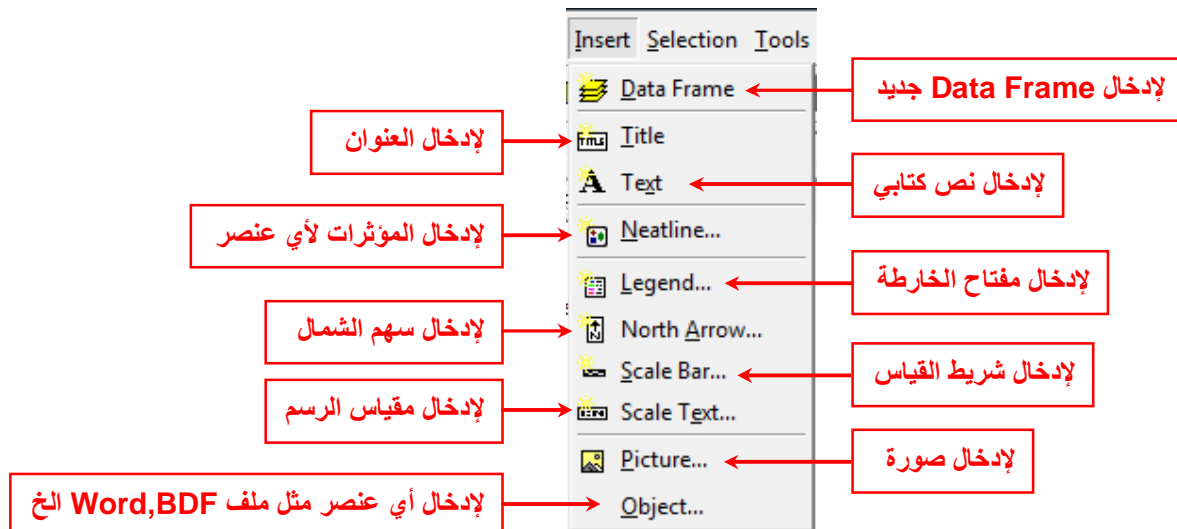 Insert Selection Tools
Data Frame
لإدخال Data Frame جديد
Title
لإدخال العنوان
Text
لإدخال نص كتابي
Neatline...
لإدخال المؤثرات لأي عنصر
Legend...
لإدخال مفتاح الخارطة
North Arrow...
لإدخال سهم الشمال
Scale Bar...
لإدخال شريط القياس
Scale Text...
لإدخال مقياس الرسم
Picture...
لإدخال صورة
Object...
لإدخال أي عنصر مثل ملف Word,BDF الخ